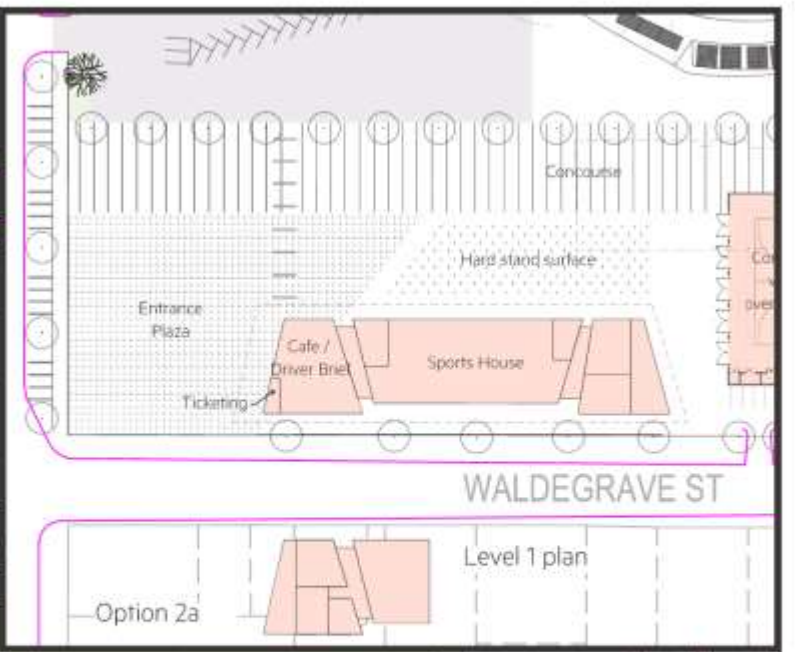 Concourse
Hard stand surface
Entrance
Plaza
Cafe /
Driver Brief
Sports House
Ticketing
WALDEGRAVE ST
Level 1 plan
Option 2a